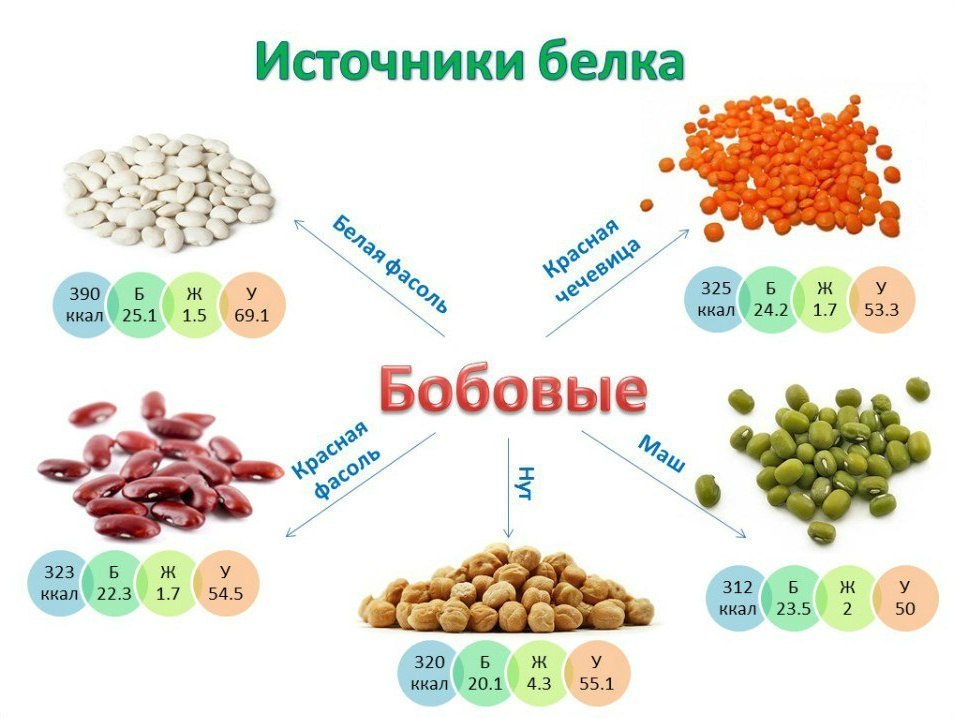 Источники белка
Белая фасоль
Красная
чечевица
390
ккал
Б
25.1
Ж
1.5
У
69.1
325
ккал
Б
24.2
Ж
1.7
У
53.3
Бобовые
Красная
фасоль
Нут
Маш
323
ккал
Б
22.3
Ж
1.7
У
54.5
312
ккал
Б
23.5
Ж
2
У
50
320
ккал
Б
20.1
Ж
4.3
У
55.1